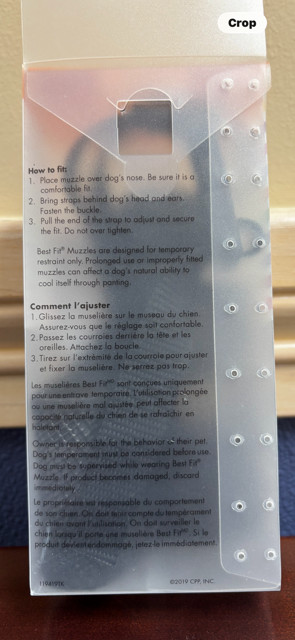 Crop
How to fit:
1. Place muzzle over dog's nose. Be sure it is a
comfortable fit.
2. Bring straps behind dog's head and ears.
Fasten the buckle.
3. Pull the end of the strap to adjust and secure
the fit. Do not over tighten.
Best Fit® Muzzles are designed for temporary
restraint only. Prolonged use or improperly fitted
muzzles can affect a dog's natural ability to
cool itself through panting.
Comment l'ajuster
1. Glissez la muselière sur le museau du chien.
Assurez-vous que le réglage soit confortable.
2. Passez les courroies derrière la tête et les
oreilles. Attachez la boucle.
3. Tirez sur l'extrémité de la courroie pour ajuster
et fixer la muselière. Ne serrez pas trop.
Les muselières Best Fit sont conçues uniquement
pour une entrave temporaire. L'utilisation prolongée
ou une muselière mal ajustée peut affecter la
capacité naturelle du chien de se rafraîchir en
haletant.
Owner is responsible for the behavior of their pet.
Dog's temperament must be considered before use.
Dog must be supervised while wearing Best Fit®
Muzzle. If product becomes damaged, discard
immediately.
Le propriétaire est responsable du comportement
de son chien. On doit tenir compte du tempérament
du chien avant l'utilisation. On doit surveiller le
chien lorsqu'il porte une muselière Best Fit. Si le
produit devient endommagé, jetez-le immédiatement.
©2019 CPP, INC.